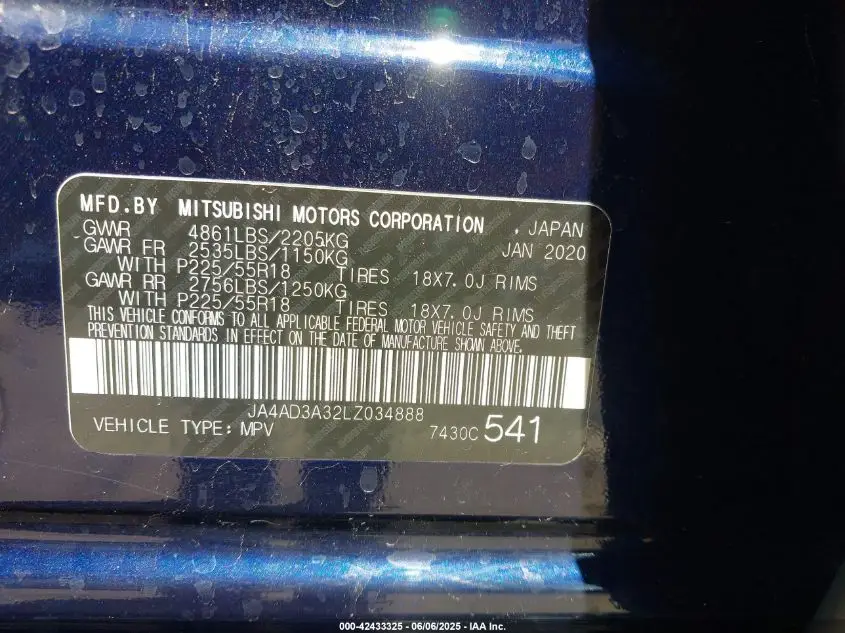 MFD.BY MITSUBISHI MOTORS CORPORATION , JAPAN
GVWR 4861LBS/2205KG JAN 2020
GAWR FR 2535LBS/1150KG
WITH P225/55R18 TIRES 18X7.0J RIMS
GAWR RR 2756LBS/1250KG
WITH P225/55R18 TIRES 18X7.0J RIMS
THIS VEHICLE CONFORMS TO ALL APPLICABLE FEDERAL MOTOR VEHICLE SAFETY AND THEFT
PREVENTION STANDARDS IN EFFECT ON THE DATE OF MANUFACTURE SHOWN ABOVE.
JA4AD3A32LZ034888
VEHICLE TYPE: MPV 7430C 541
000-42433325 - 06/06/2025 - IAA Inc.